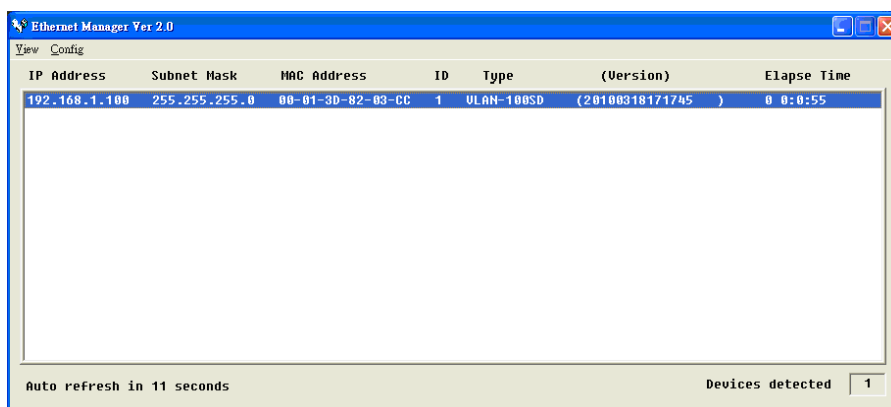 Ethernet Manager Ver 2.0
View Config
IP Address Subnet Mask MAC Address ID Type (Version) Elapse Time
192.168.1.100 255.255.255.0 00-01-3D-82-03-CC 1 VLAN-100SD (20100318171745 ) 0 0:0:55
Auto refresh in 11 seconds Devices detected 1